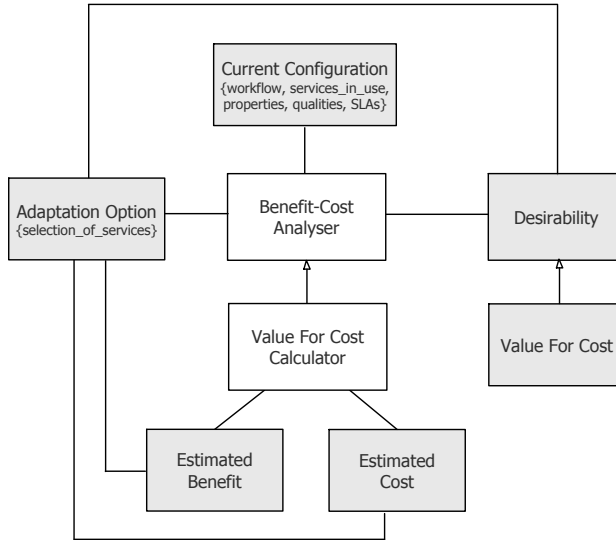 Current Configuration
{workflow, services_in_use,
properties, qualities, SLAs}
Adaptation Option
{selection_of_services}
Benefit-Cost
Analyser
Desirability
Value For Cost
Calculator
Value For Cost
Estimated
Benefit
Estimated
Cost